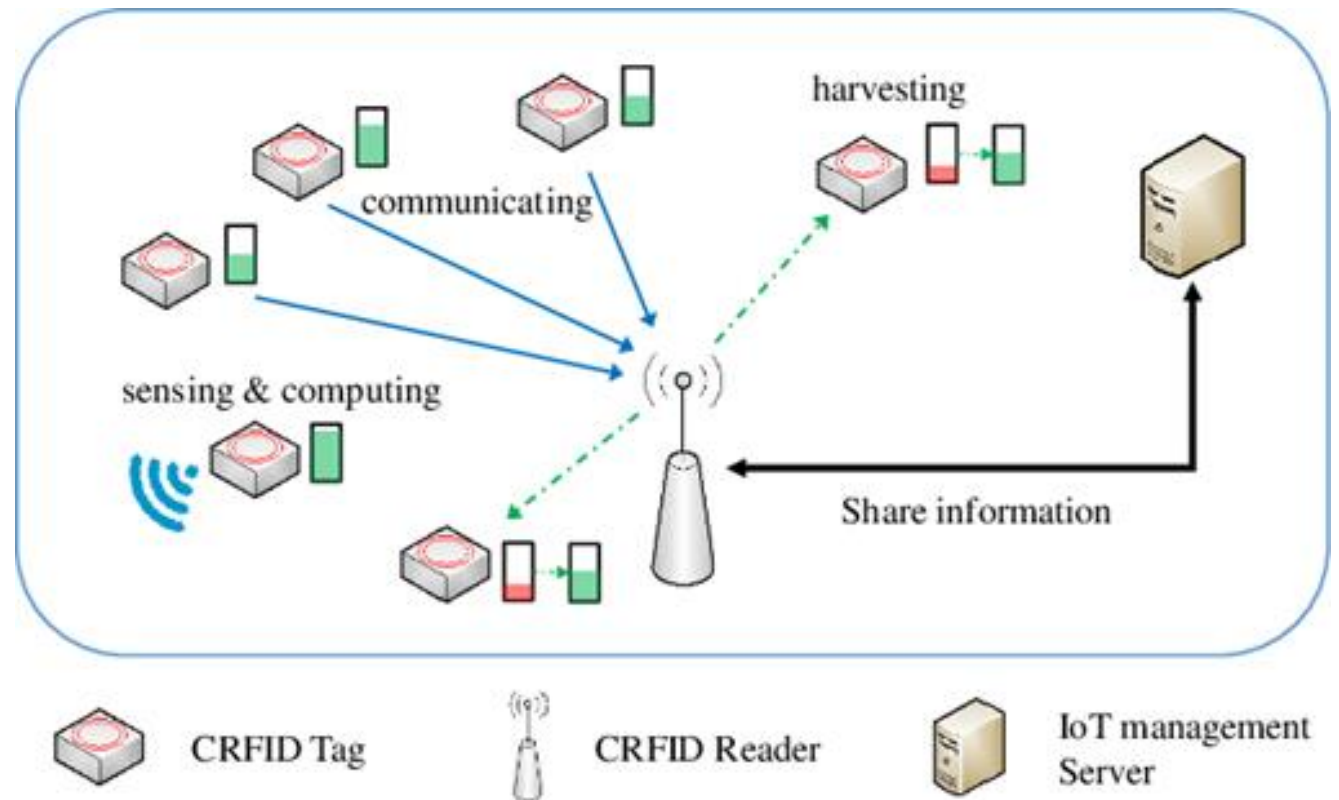 harvesting
communicating
sensing & computing
Share information
CRFID Tag
CRFID Reader
IoT management
Server